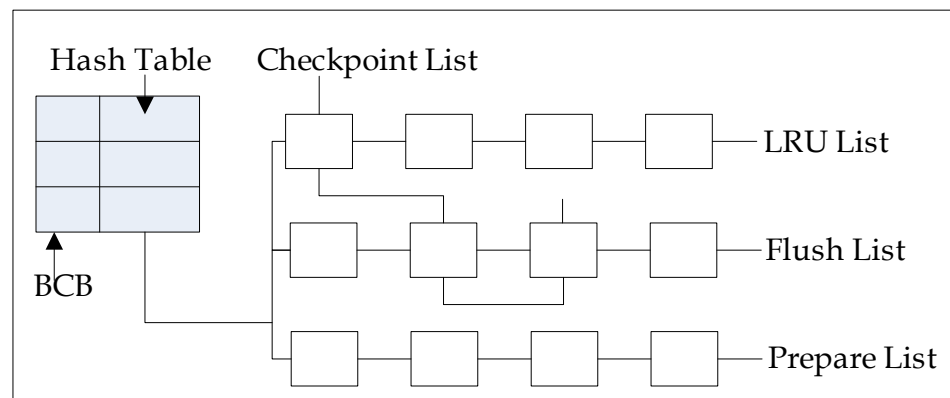 Hash Table
Checkpoint List
LRU List
Flush List
BCB
Prepare List